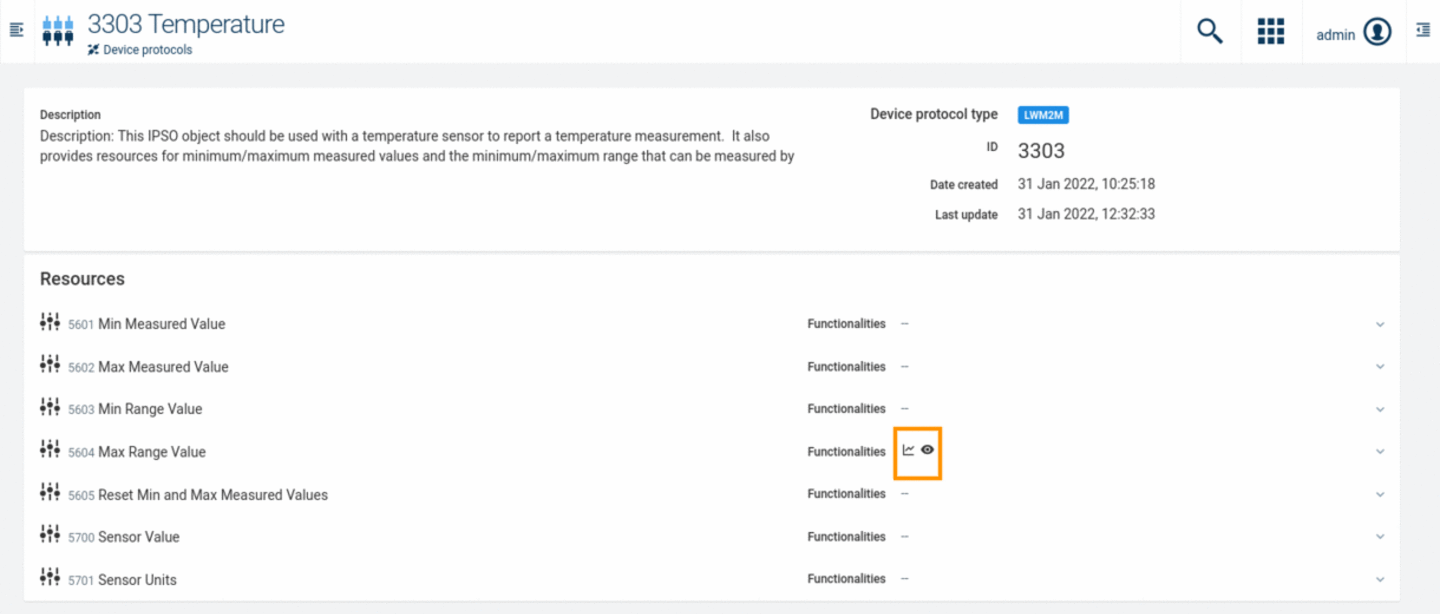 3303 Temperature
Device protocols
admin
Description
Description: This IPSO object should be used with a temperature sensor to report a temperature measurement. It also
provides resources for minimum/maximum measured values and the minimum/maximum range that can be measured by
Device protocol type LWM2M
ID 3303
Date created 31 Jan 2022, 10:25:18
Last update 31 Jan 2022, 12:32:33
Resources
5601 Min Measured Value Functionalities --
5602 Max Measured Value Functionalities --
5603 Min Range Value Functionalities --
5604 Max Range Value Functionalities
5605 Reset Min and Max Measured Values Functionalities --
5700 Sensor Value Functionalities --
5701 Sensor Units Functionalities --